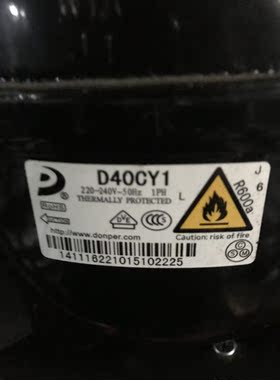 D40CY1
220-240V~50Hz 1PH
THERMALLY PROTECTED
L
R600a
J
6
Caution: risk of fire
http://www.donper.com
141116221015102225